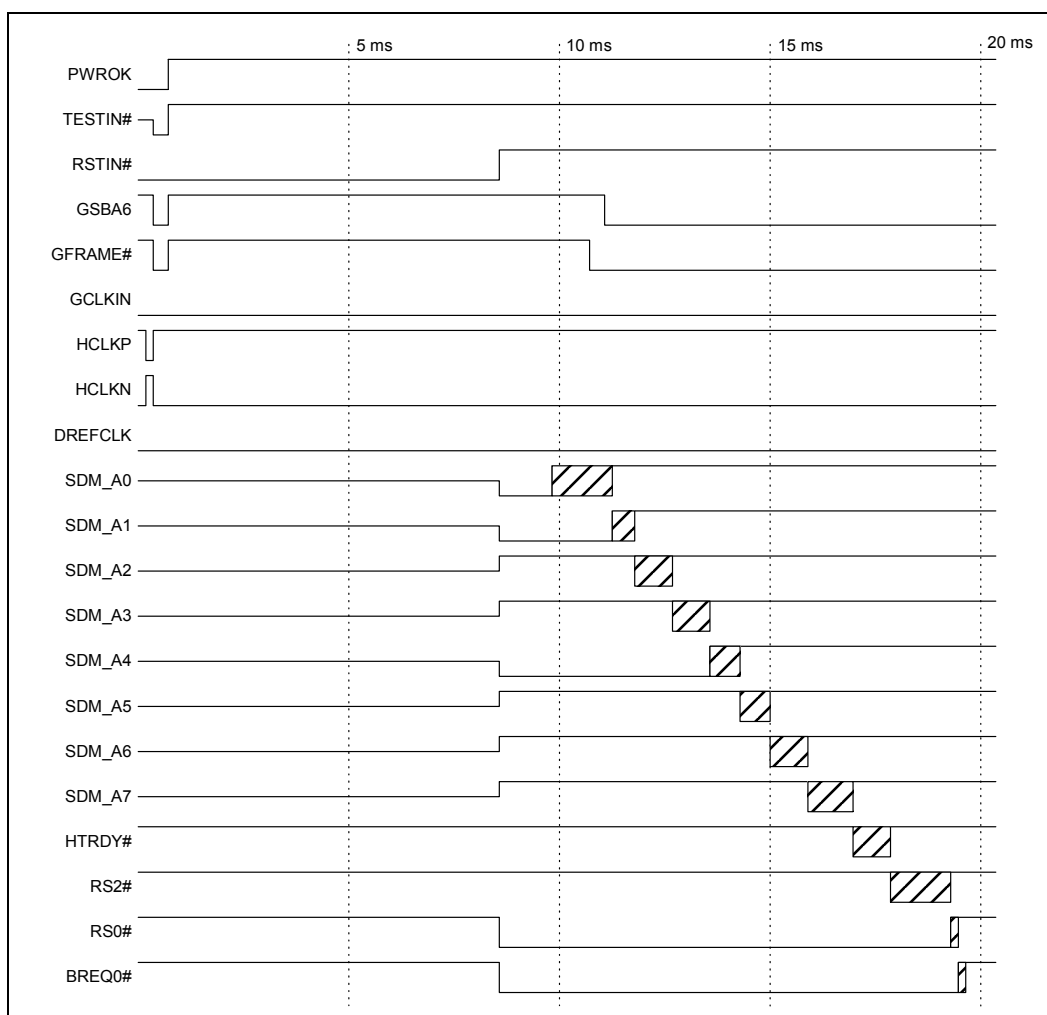 5 ms 10 ms 15 ms 20 ms
PWROK
TESTIN#
RSTIN#
GSBA6
GFRAME#
GCLKIN
HCLKP
HCLKN
DREFCLK
SDM_A0
SDM_A1
SDM_A2
SDM_A3
SDM_A4
SDM_A5
SDM_A6
SDM_A7
HTRDY#
RS2#
RS0#
BREQ0#